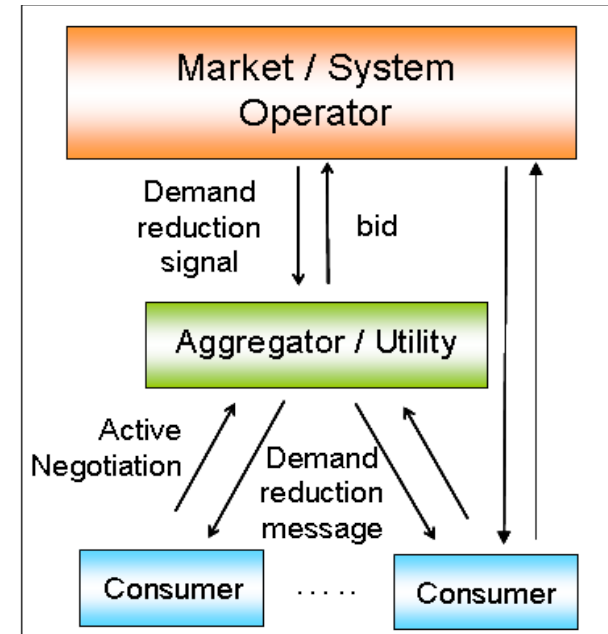 Market / System
Operator
Demand
reduction
signal
bid
Aggregator / Utility
Active
Negotiation
Demand
reduction
message
Consumer
.....
Consumer